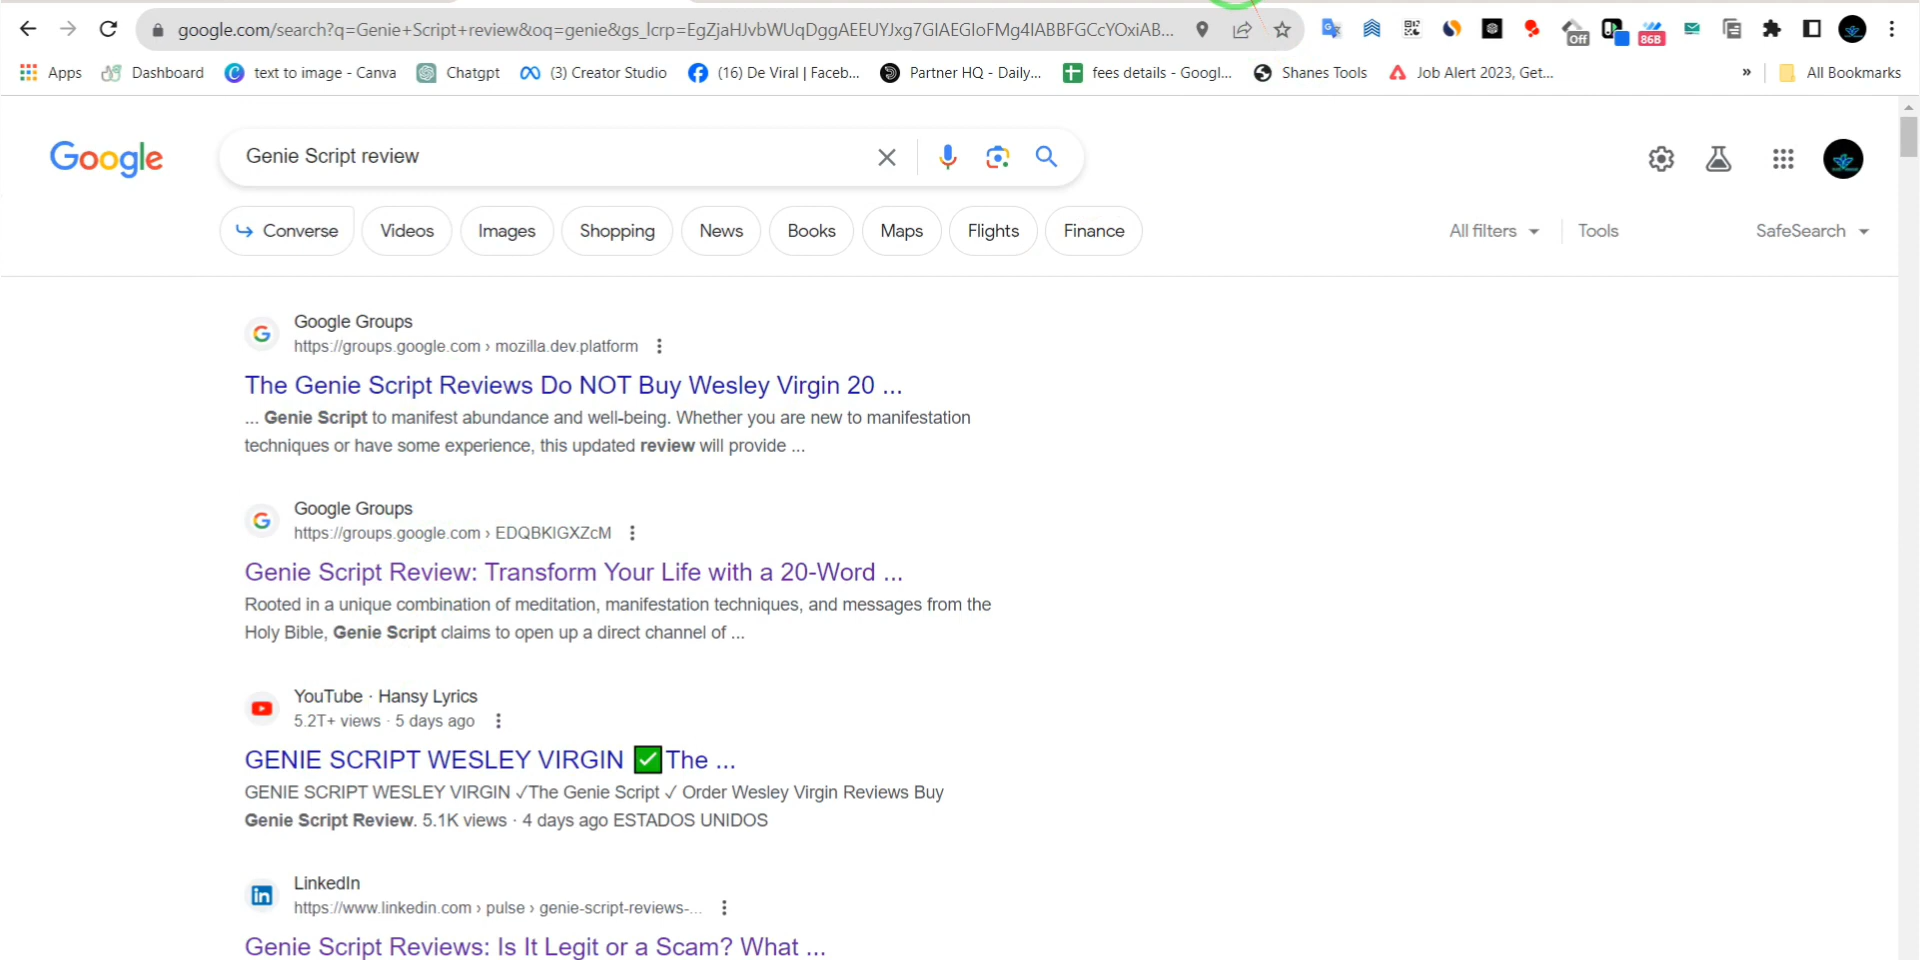 google.com/search?q=Genie+Script+review&oq=genie&gs_lcrp=EgZjaHJvbWUqDggAEEUYJxg7GIAEGIoFMg4IABBFGCcYOxiAB...
Off
86B
Apps
Dashboard
text to image - Canva
Chatgpt
(3) Creator Studio
(16) De Viral | Faceb...
Partner HQ - Daily,...
fees details - Googl...
Shanes Tools
Job Alert 2023, Get...
»
All Bookmarks
Google
Genie Script review
Converse
Videos
Images
Shopping
News
Books
Maps
Flights
Finance
All filters
Tools
SafeSearch
Google Groups
https://groups.google.com › mozilla.dev.platform
The Genie Script Reviews Do NOT Buy Wesley Virgin 20 ...
... Genie Script to manifest abundance and well-being. Whether you are new to manifestation
techniques or have some experience, this updated review will provide ...
Google Groups
https://groups.google.com › EDQBKIGXZcM
Genie Script Review: Transform Your Life with a 20-Word ...
Rooted in a unique combination of meditation, manifestation techniques, and messages from the
Holy Bible, Genie Script claims to open up a direct channel of ...
YouTube · Hansy Lyrics
5.2T+ views · 5 days ago
GENIE SCRIPT WESLEY VIRGIN ✅The ...
GENIE SCRIPT WESLEY VIRGIN ✓The Genie Script ✓ Order Wesley Virgin Reviews Buy
Genie Script Review. 5.1K views · 4 days ago ESTADOS UNIDOS
LinkedIn
https://www.linkedin.com › pulse › genie-script-reviews-...
Genie Script Reviews: Is It Legit or a Scam? What ...